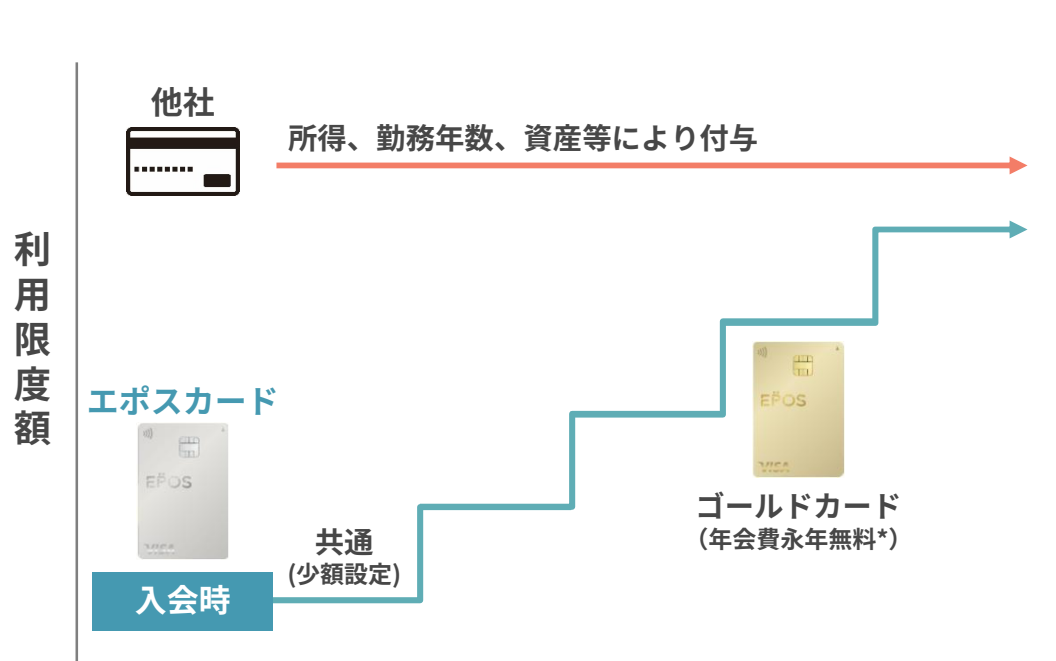 他社
所得、勤務年数、資産等により付与
利用限度額
エポスカード
EPOS
VISA
入会時
共通
(少額設定)
EPOS
VISA
ゴールドカード
（年会費永年無料*）